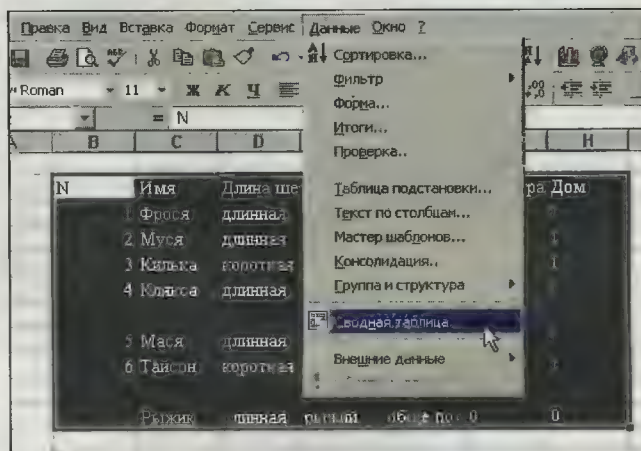 Правка Вид Вставка Формат Сервис Данные Окно ?
Roman 11 Ж К Ч
= N
B C D H
Сортировка...
Фильтр
Форма...
Итоги...
Проверка..
Таблица подстановки...
Текст по столбцам...
Мастер шаблонов...
Консолидация..
Группа и структура
Сводная таблица
Внешние данные
N Имя Длина ше ра Дом
1 Фрося длинная
2 Муся длинная
3 Килька короткая
4 Кляйса длинная
5 Мася длинная
6 Тайсон короткая
Рыжик длинная рыжий 0 0